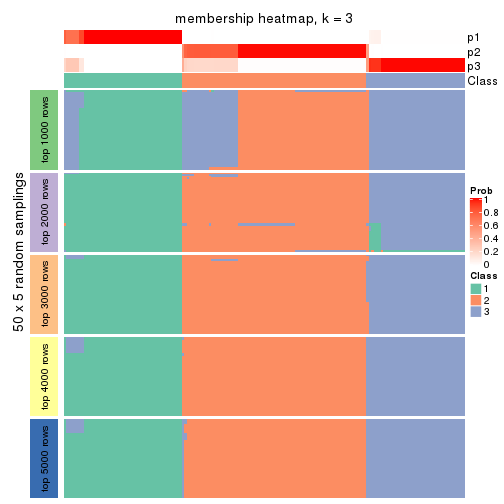 membership heatmap, k = 3
p1
p2
p3
Class
50 x 5 random samplings
top 1000 rows
top 2000 rows
top 3000 rows
top 4000 rows
top 5000 rows
Prob
1
0.8
0.6
0.4
0.2
0
Class
1
2
3